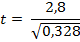 t = 2,8 / √0,328